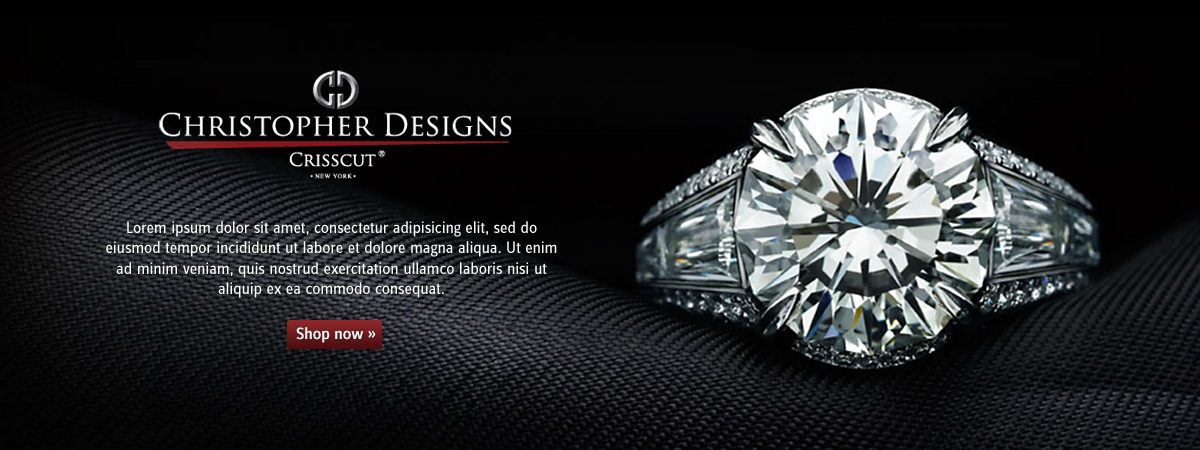 CHRISTOPHER DESIGNS
CRISSCUT®
• NEW YORK •
Lorem ipsum dolor sit amet, consectetur adipisicing elit, sed do
eiusmod tempor incididunt ut labore et dolore magna aliqua. Ut enim
ad minim veniam, quis nostrud exercitation ullamco laboris nisi ut
aliquip ex ea commodo consequat.
Shop now »